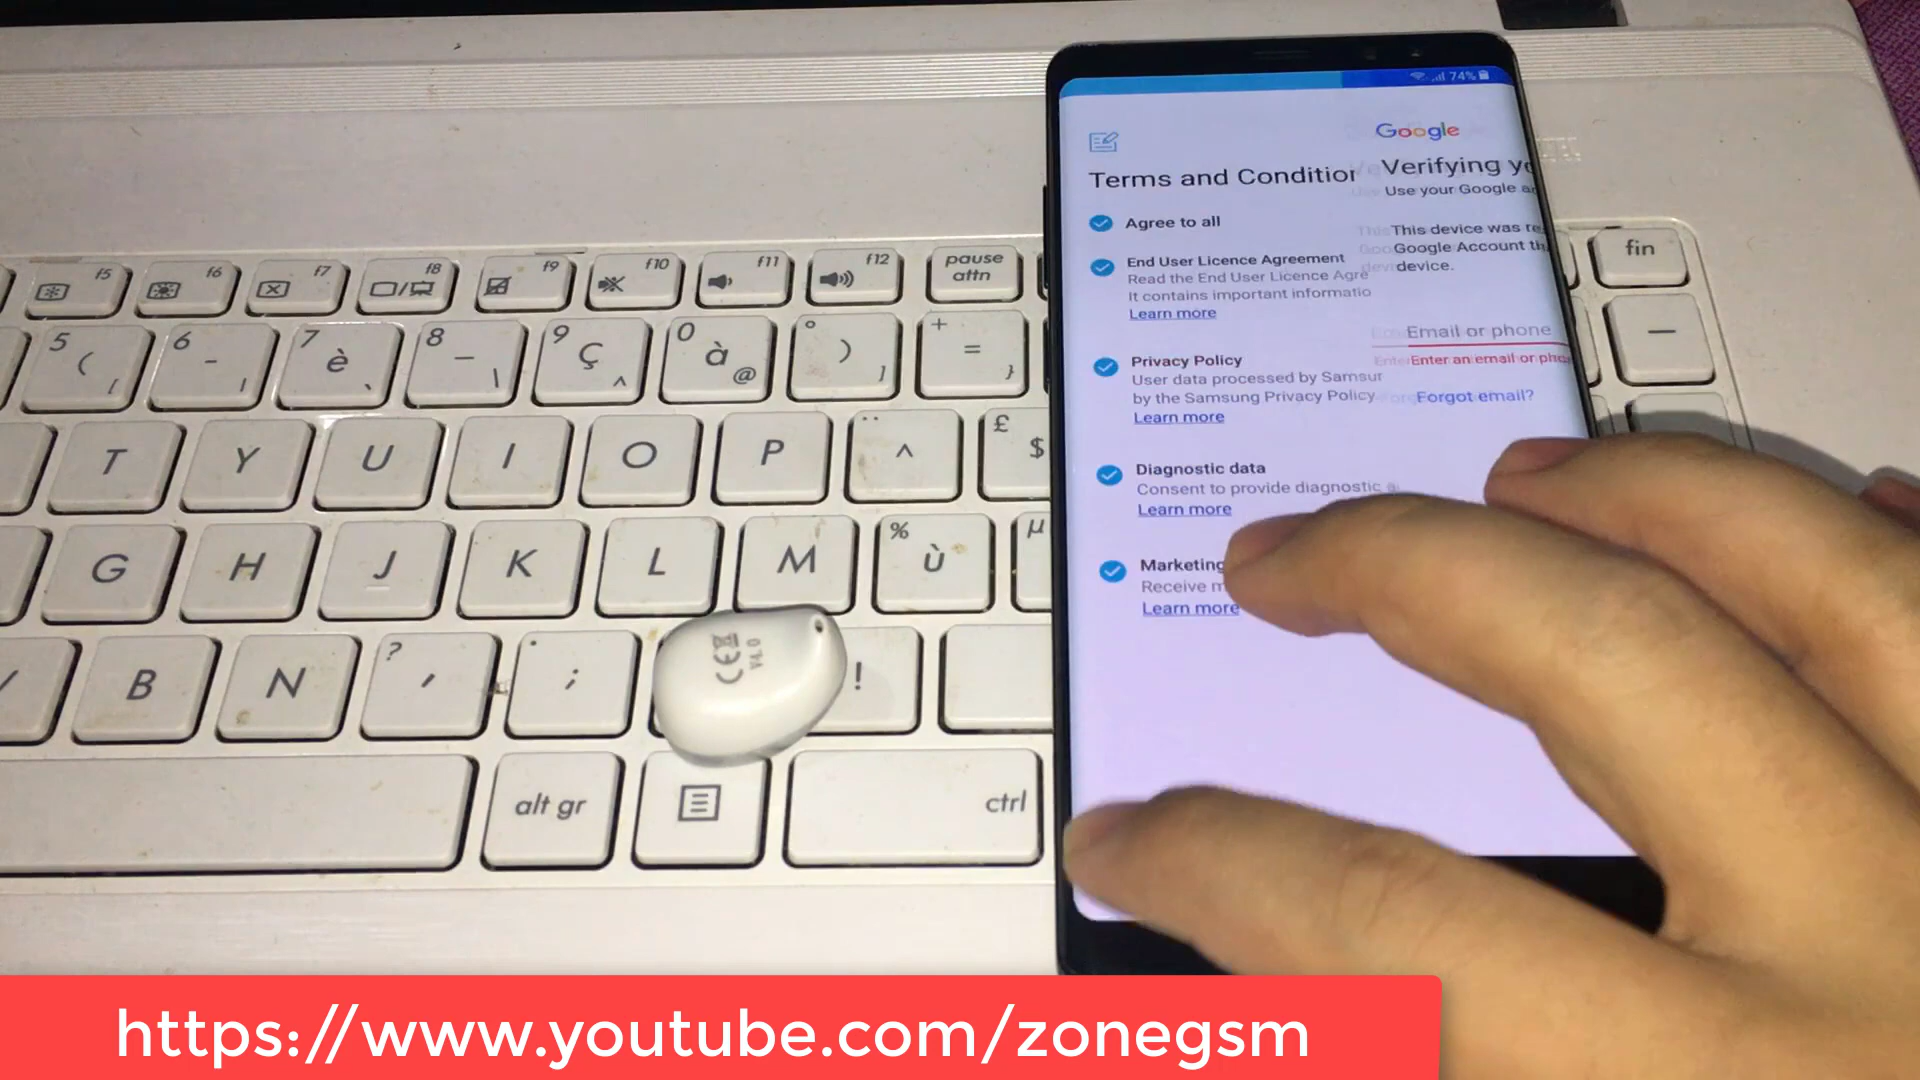 74%
Google
Terms and Condition
Verifying yo
Use your Google a
Agree to all
This device was re
Google Account th
device.
End User Licence Agreement
Read the End User Licence Agre
It contains important informatio
Learn more
Email or phone
Enter an email or pho
Forgot email?
Privacy Policy
User data processed by Samsur
by the Samsung Privacy Policy
Learn more
Diagnostic data
Consent to provide diagnostic a
Learn more
Marketing
Receive m
Learn more
f5 f6 f7 f8 f9 f10 f11 f12 pause
attn
fin
5 ( [
6 - |
7 è `
8 _ \
9 ç ^
0 à @
° ) ]
+ = }
T Y U I O P ¨ ^ £ $
G H J K L M % ù µ
B N ? , . ; !
CE
alt gr
ctrl
https://www.youtube.com/zonegsm